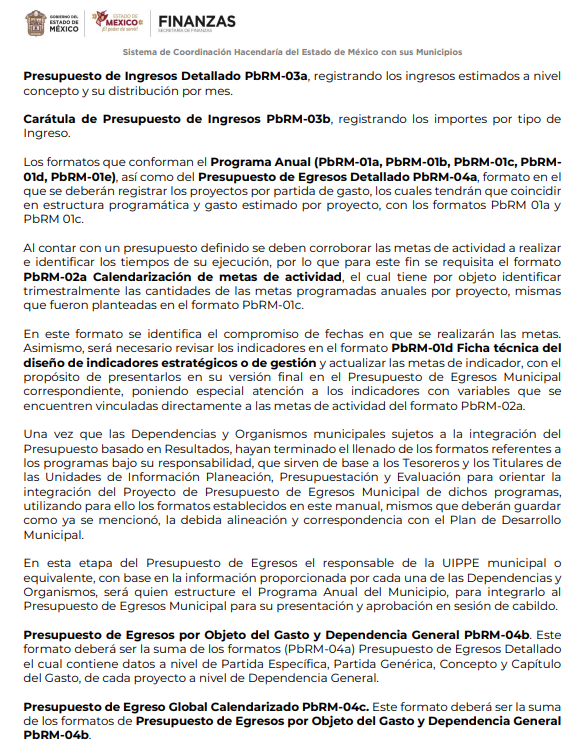 GOBIERNO DEL
ESTADO DE
MÉXICO
ESTADO DE
MÉXICO
¡El poder de servir!
FINANZAS
SECRETARÍA DE FINANZAS
Sistema de Coordinación Hacendaría del Estado de México con sus Municipios
Presupuesto de Ingresos Detallado PbRM-03a, registrando los ingresos estimados a nivel
concepto y su distribución por mes.
Carátula de Presupuesto de Ingresos PbRM-03b, registrando los importes por tipo de
Ingreso.
Los formatos que conforman el Programa Anual (PbRM-01a, PbRM-01b, PbRM-01c, PbRM-
01d, PbRM-01e), así como del Presupuesto de Egresos Detallado PbRM-04a, formato en el
que se deberán registrar los proyectos por partida de gasto, los cuales tendrán que coincidir
en estructura programática y gasto estimado por proyecto, con los formatos PbRM 01a y
PbRM 01c.
Al contar con un presupuesto definido se deben corroborar las metas de actividad a realizar
e identificar los tiempos de su ejecución, por lo que para este fin se requisita el formato
PbRM-02a Calendarización de metas de actividad, el cual tiene por objeto identificar
trimestralmente las cantidades de las metas programadas anuales por proyecto, mismas
que fueron planteadas en el formato PbRM-01c.
En este formato se identifica el compromiso de fechas en que se realizarán las metas.
Asimismo, será necesario revisar los indicadores en el formato PbRM-01d Ficha técnica del
diseño de indicadores estratégicos o de gestión y actualizar las metas de indicador, con el
propósito de presentarlos en su versión final en el Presupuesto de Egresos Municipal
correspondiente, poniendo especial atención a los indicadores con variables que se
encuentren vinculadas directamente a las metas de actividad del formato PbRM-02a.
Una vez que las Dependencias y Organismos municipales sujetos a la integración del
Presupuesto basado en Resultados, hayan terminado el llenado de los formatos referentes a
los programas bajo su responsabilidad, que sirven de base a los Tesoreros y los Titulares de
las Unidades de Información Planeación, Presupuestación y Evaluación para orientar la
integración del Proyecto de Presupuesto de Egresos Municipal de dichos programas,
utilizando para ello los formatos establecidos en este manual, mismos que deberán guardar
como ya se mencionó, la debida alineación y correspondencia con el Plan de Desarrollo
Municipal.
En esta etapa del Presupuesto de Egresos el responsable de la UIPPE municipal o
equivalente, con base en la información proporcionada por cada una de las Dependencias y
Organismos, será quien estructure el Programa Anual del Municipio, para integrarlo al
Presupuesto de Egresos Municipal para su presentación y aprobación en sesión de cabildo.
Presupuesto de Egresos por Objeto del Gasto y Dependencia General PbRM-04b. Este
formato deberá ser la suma de los formatos (PbRM-04a) Presupuesto de Egresos Detallado
el cual contiene datos a nivel de Partida Específica, Partida Genérica, Concepto y Capítulo
del Gasto, de cada proyecto a nivel de Dependencia General.
Presupuesto de Egreso Global Calendarizado PbRM-04c. Este formato deberá ser la suma
de los formatos de Presupuesto de Egresos por Objeto del Gasto y Dependencia General
PbRM-04b.